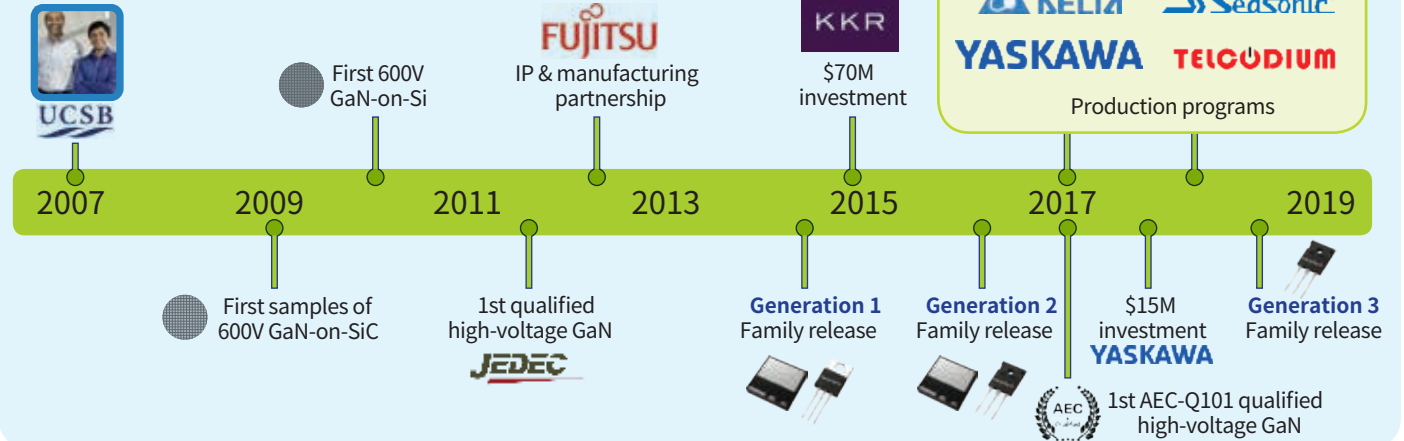 DELTA
Seasonic
FUJITSU
KKR
YASKAWA
TELCODIUM
UCSB
First 600V
GaN-on-Si
IP & manufacturing
partnership
$70M
investment
Production programs
2007
2009
2011
2013
2015
2017
2019
First samples of
600V GaN-on-SiC
1st qualified
high-voltage GaN
JEDEC
Generation 1
Family release
Generation 2
Family release
$15M
investment
YASKAWA
Generation 3
Family release
AEC
1st AEC-Q101 qualified
high-voltage GaN